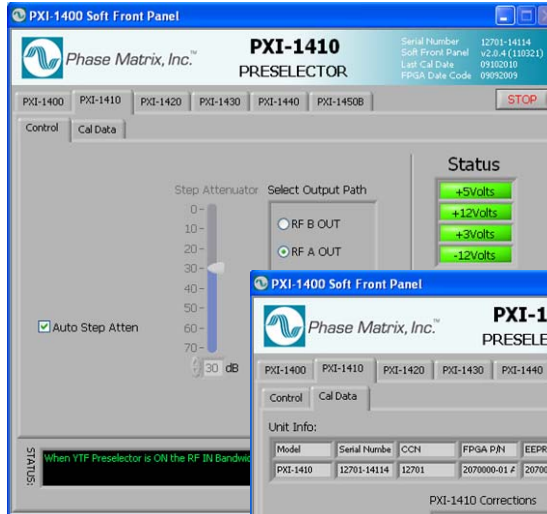 PXI-1400 Soft Front Panel
Phase Matrix, Inc.™
PXI-1410
PRESELECTOR
Serial Number 12701-14114
Soft Front Panel v2.0.4 (110321)
Last Cal Date 09102010
FPGA Date Code 09092009
PXI-1400 PXI-1410 PXI-1420 PXI-1430 PXI-1440 PXI-1450B STOP
Control Cal Data
Status
Step Attenuator Select Output Path
+5Volts
0
+12Volts
10
RF B OUT
+3Volts
20
RF A OUT
-12Volts
30
40
50
Auto Step Atten
60
70
30 dB
STATUS:
When YTF Preselector is ON the RF IN Bandwid
PXI-1400 Soft Front Panel
Phase Matrix, Inc.™
PXI-1
PRESELE
PXI-1400 PXI-1410 PXI-1420 PXI-1430 PXI-1440
Control Cal Data
Unit Info:
Model Serial Numbe CCN FPGA P/N EEPR
PXI-1410 12701-14114 12701 2070000-01 2070
PXI-1410 Corrections